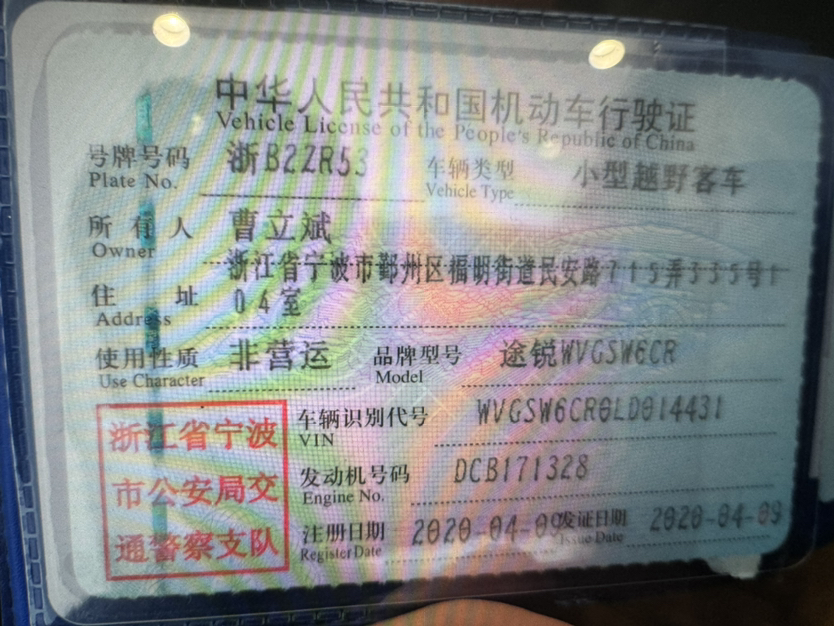 中华人民共和国机动车行驶证
Vehicle License of the People's Republic of China
号牌号码 浙B2ZR53 车辆类型 小型越野客车
Plate No. Vehicle Type
所有人 曹立斌
Owner
浙江省宁波市鄞州区福明街道民安路715弄335号1
住址 04室
Address
使用性质 非营运 品牌型号 途锐WVGSW6CR
Use Character Model
浙江省宁波
市公安局交
通警察支队
车辆识别代号 WVGSW6CR0LD014431
VIN
发动机号码 DCB171328
Engine No.
注册日期 2020-04-09 发证日期 2020-04-09
Register Date Issue Date